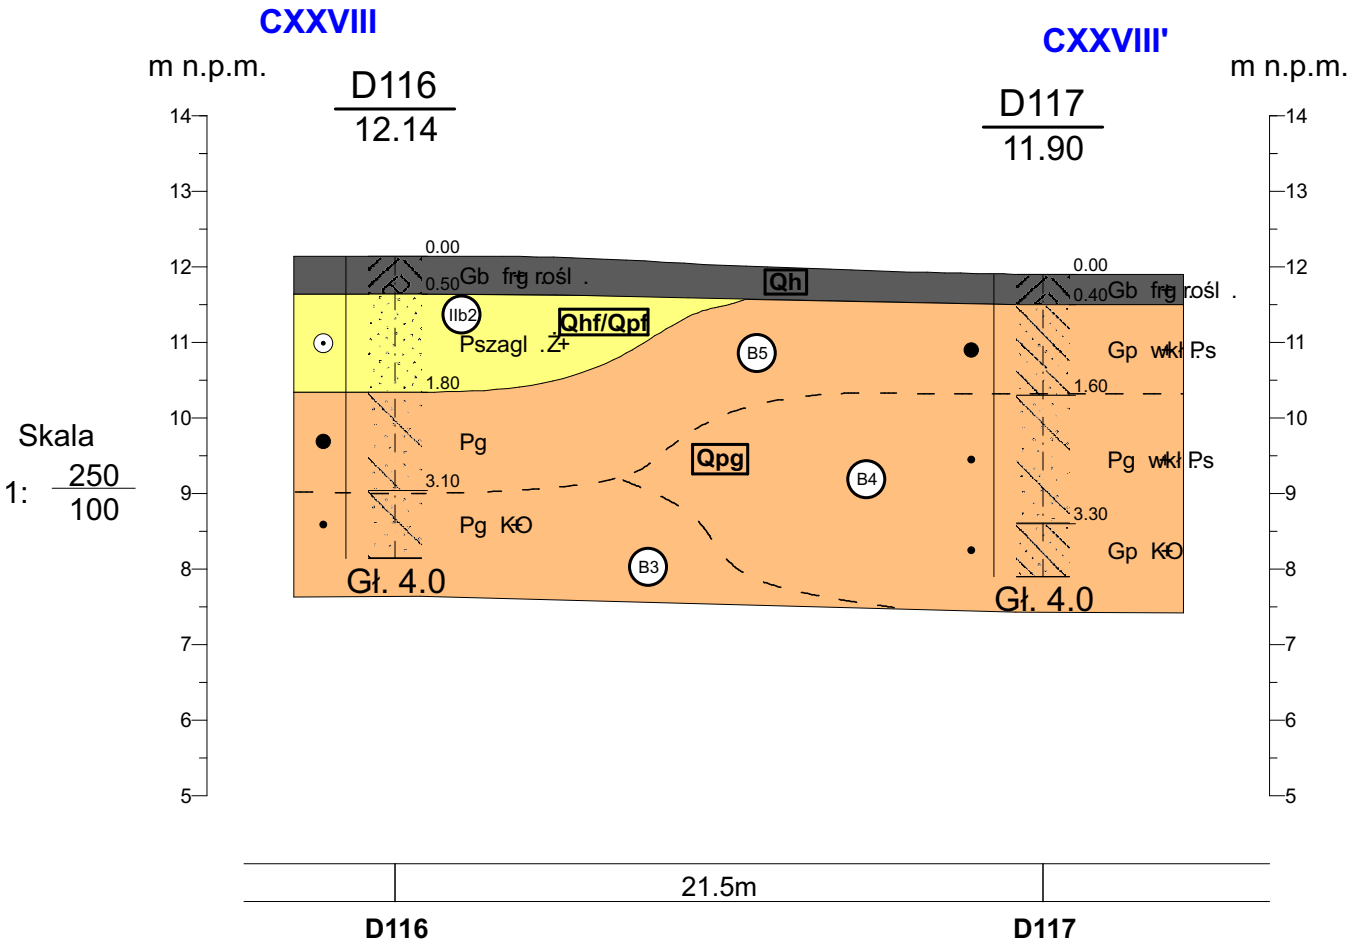 CXXVIII
CXXVIII'
m n.p.m.
m n.p.m.
D116
12.14
D117
11.90
14
13
12
11
10
9
8
7
6
5
14
13
12
11
10
9
8
7
6
5
Skala
1: 250
100
0.00
Gb+ frg rośl .
0.50
IIb2
Qhf/Qpf
Pszagl .+Ż
1.80
Pg
3.10
Pg+ KO
Gł. 4.0
Qh
B5
Qpg
B4
B3
0.00
Gb+ frg rośl .
0.40
Gp+ wkł. Ps
1.60
Pg+ wkł. Ps
3.30
Gp+ KO
Gł. 4.0
21.5m
D116
D117